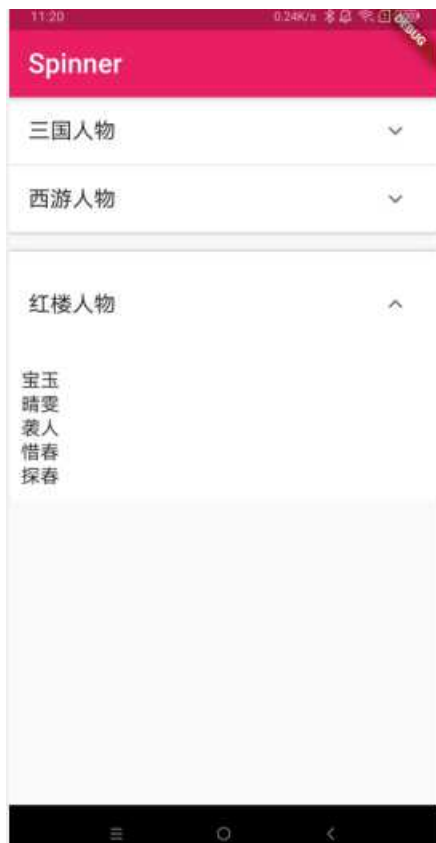 11:20
0.24K/s
DEBUG
Spinner
三国人物
西游人物
红楼人物
宝玉
晴雯
袭人
惜春
探春